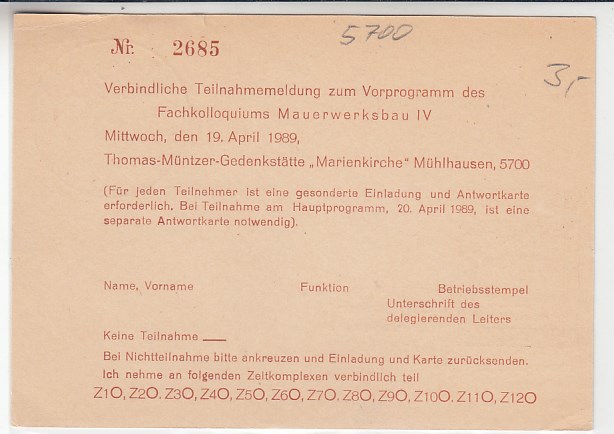 Nr. 2685
5700
3,-
Verbindliche Teilnahmemeldung zum Vorprogramm des
Fachkolloquiums Mauerwerksbau IV
Mittwoch, den 19. April 1989,
Thomas-Müntzer-Gedenkstätte „Marienkirche" Mühlhausen, 5700
(Für jeden Teilnehmer ist eine gesonderte Einladung und Antwortkarte
erforderlich. Bei Teilnahme am Hauptprogramm, 20. April 1989, ist eine
separate Antwortkarte notwendig).
Name, Vorname Funktion Betriebsstempel
Unterschrift des
delegierenden Leiters
Keine Teilnahme ___
Bei Nichtteilnahme bitte ankreuzen und Einladung und Karte zurücksenden.
Ich nehme an folgenden Zeitkomplexen verbindlich teil
Z1O, Z2O. Z3O, Z4O, Z5O, Z6O, Z7O. Z8O, Z9O, Z10O. Z11O, Z12O